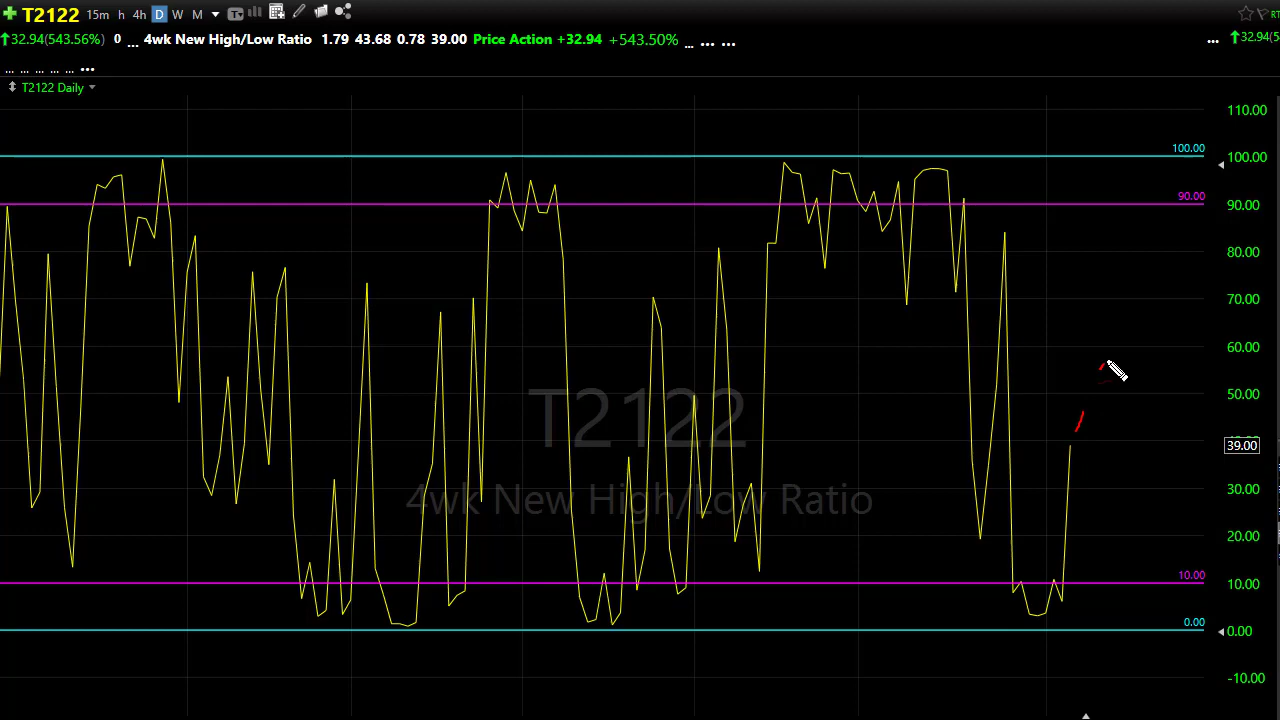 T2122 15m h 4h D W M
32.94(543.56%) 0 ... 4wk New High/Low Ratio 1.79 43.68 0.78 39.00 Price Action +32.94 +543.50% ... ... ... ... 32.94(5
... ... ... ... ... ...
T2122 Daily
110.00
100.00 100.00
90.00 90.00
80.00
70.00
60.00
50.00
T2122
39.00
4wk New High/Low Ratio
30.00
20.00
10.00 10.00
0.00 0.00
-10.00